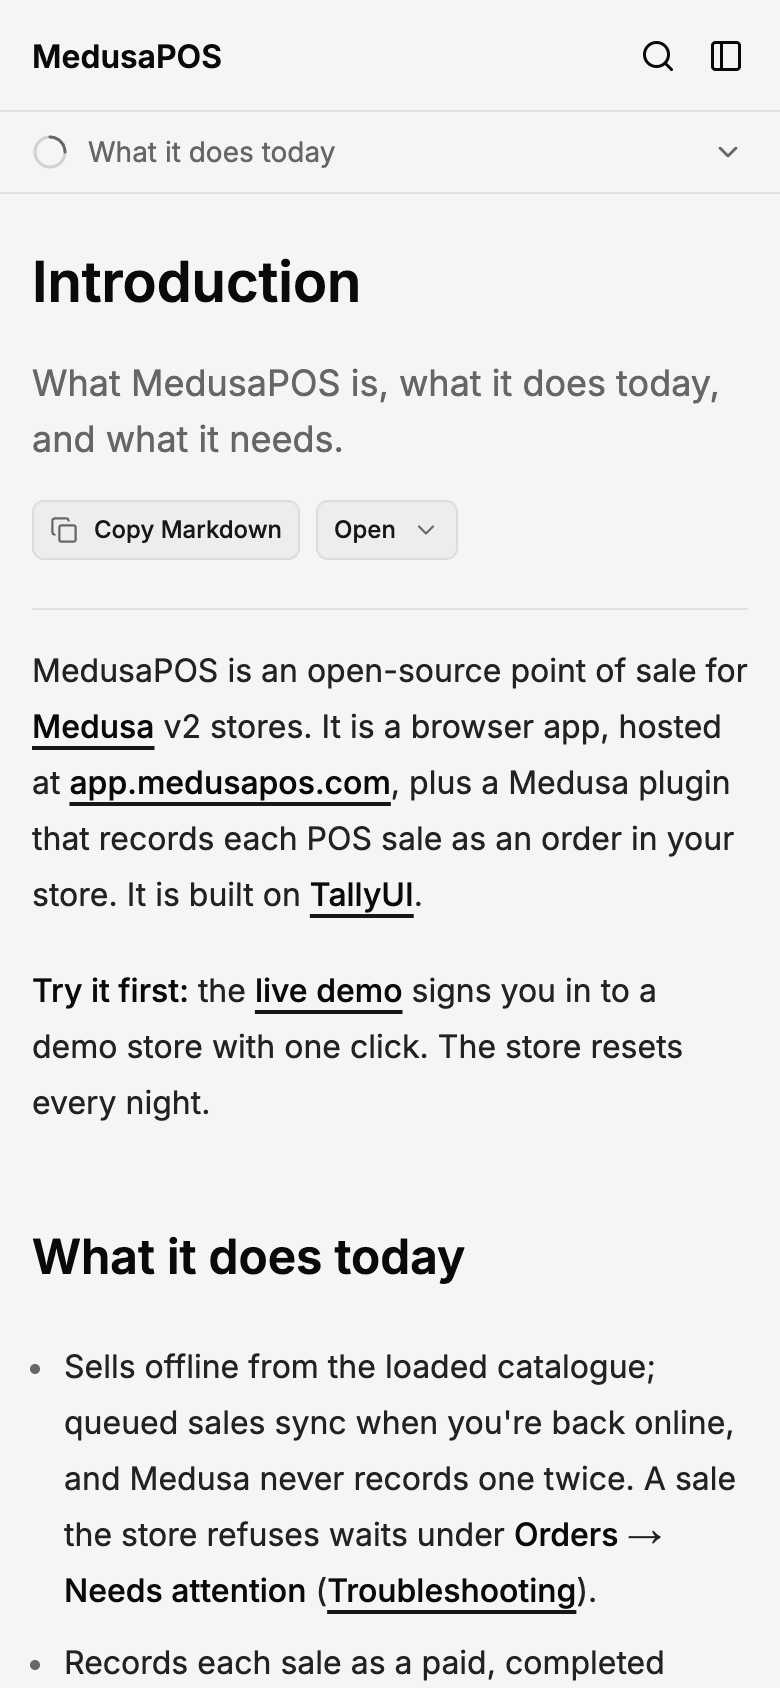 MedusaPOS
What it does today
Introduction
What MedusaPOS is, what it does today,
and what it needs.
Copy Markdown
Open
MedusaPOS is an open-source point of sale for
Medusa v2 stores. It is a browser app, hosted
at app.medusapos.com, plus a Medusa plugin
that records each POS sale as an order in your
store. It is built on TallyUI.
Try it first: the live demo signs you in to a
demo store with one click. The store resets
every night.
What it does today
• Sells offline from the loaded catalogue;
queued sales sync when you're back online,
and Medusa never records one twice. A sale
the store refuses waits under Orders →
Needs attention (Troubleshooting).
• Records each sale as a paid, completed